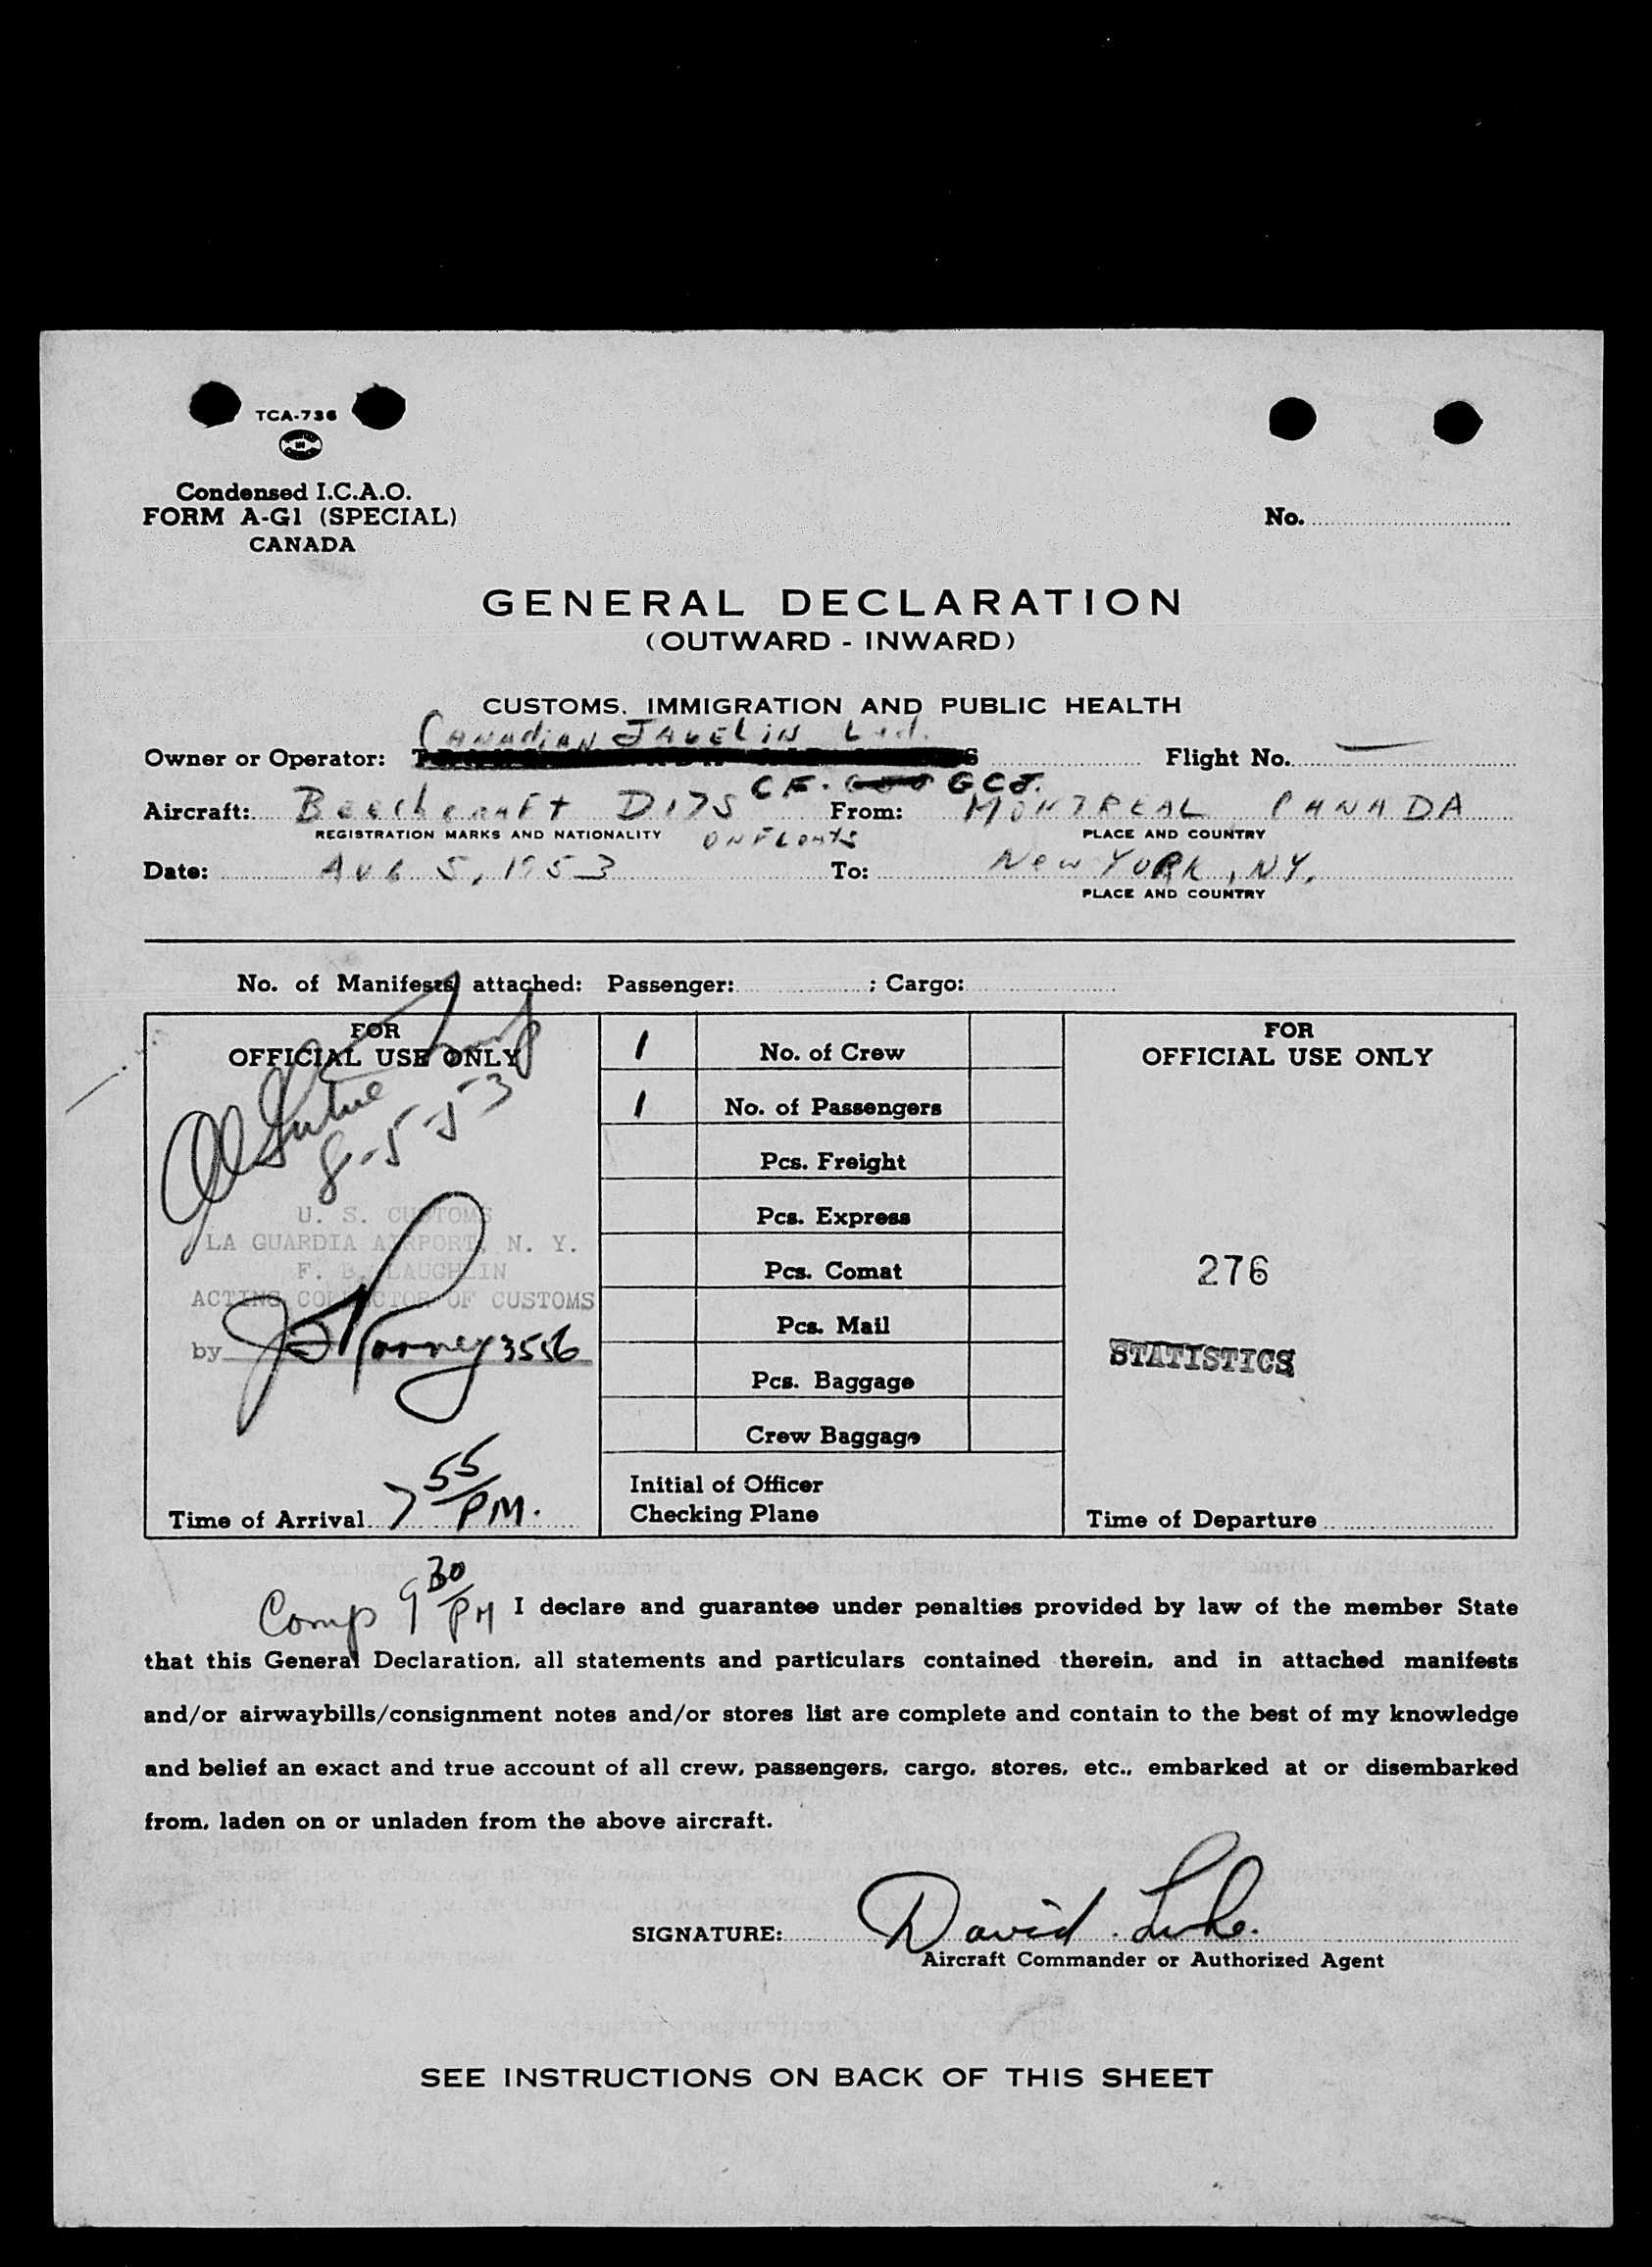 TCA-736
Condensed I.C.A.O.
FORM A-G1 (SPECIAL)
CANADA
No.
GENERAL DECLARATION
(OUTWARD - INWARD)
CUSTOMS, IMMIGRATION AND PUBLIC HEALTH
Canadian Javelin Ltd.
Owner or Operator: Flight No. —
CF. GCJ.
Aircraft: Beechcraft D17S From: MONTREAL CANADA
REGISTRATION MARKS AND NATIONALITY ON FLOATS PLACE AND COUNTRY
Date: AUG 5, 1953 To: New YORK, NY.
PLACE AND COUNTRY
No. of Manifests attached: Passenger: ; Cargo:
FOR
OFFICIAL USE ONLY
8-5-53
U. S. CUSTOMS
LA GUARDIA AIRPORT, N. Y.
F. B. LAUGHLIN
ACTING COLLECTOR OF CUSTOMS
by 3556
Time of Arrival 7 55/PM.
1 No. of Crew
1 No. of Passengers
Pcs. Freight
Pcs. Express
Pcs. Comat
Pcs. Mail
Pcs. Baggage
Crew Baggage
Initial of Officer
Checking Plane
FOR
OFFICIAL USE ONLY
276
STATISTICS
Time of Departure
Comp 9 30/PM I declare and guarantee under penalties provided by law of the member State
that this General Declaration, all statements and particulars contained therein, and in attached manifests
and/or airwaybills/consignment notes and/or stores list are complete and contain to the best of my knowledge
and belief an exact and true account of all crew, passengers, cargo, stores, etc., embarked at or disembarked
from, laden on or unladen from the above aircraft.
SIGNATURE: David Luke.
Aircraft Commander or Authorized Agent
SEE INSTRUCTIONS ON BACK OF THIS SHEET